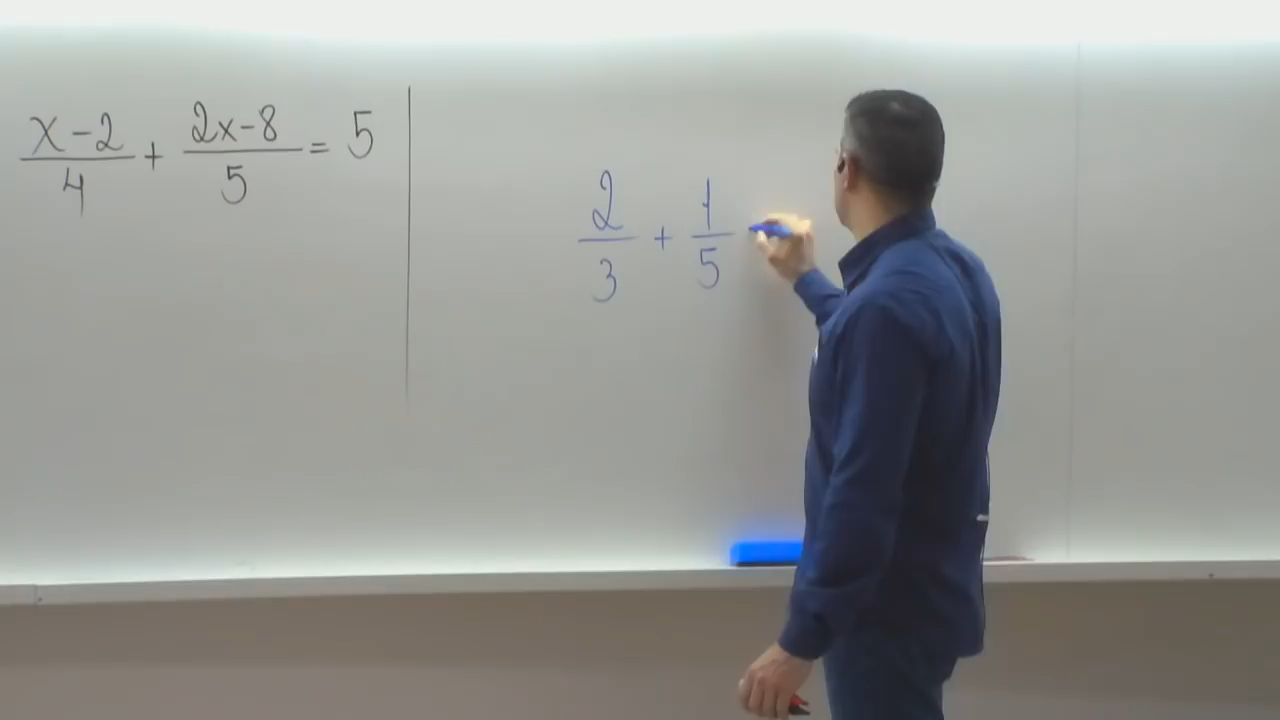 x-2/4 + 2x-8/5 = 5
2/3 + 1/5